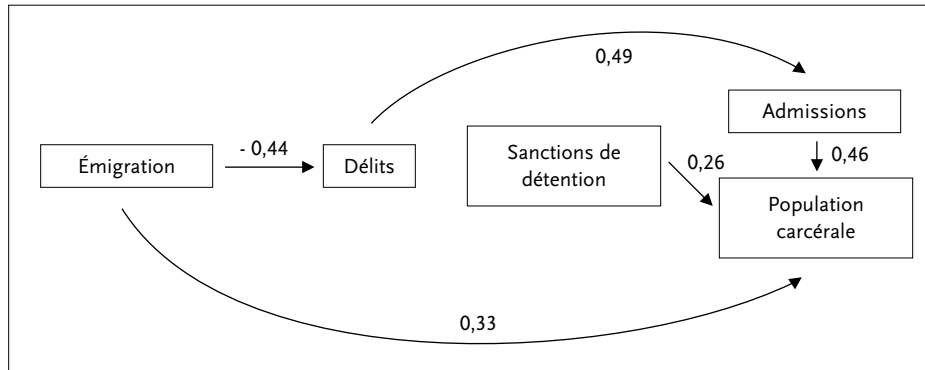 0,49
Admissions
- 0,44
Émigration
Délits
Sanctions de
détention
0,26
0,46
Population
carcérale
0,33